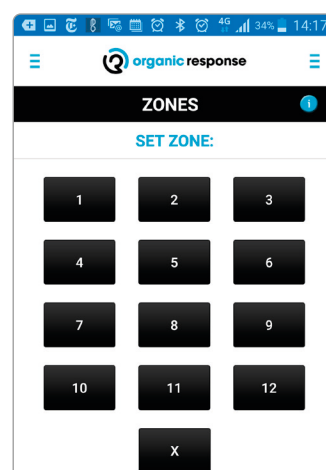 4G 34% 14:17
organic response
ZONES i
SET ZONE:
1 2 3
4 5 6
7 8 9
10 11 12
X